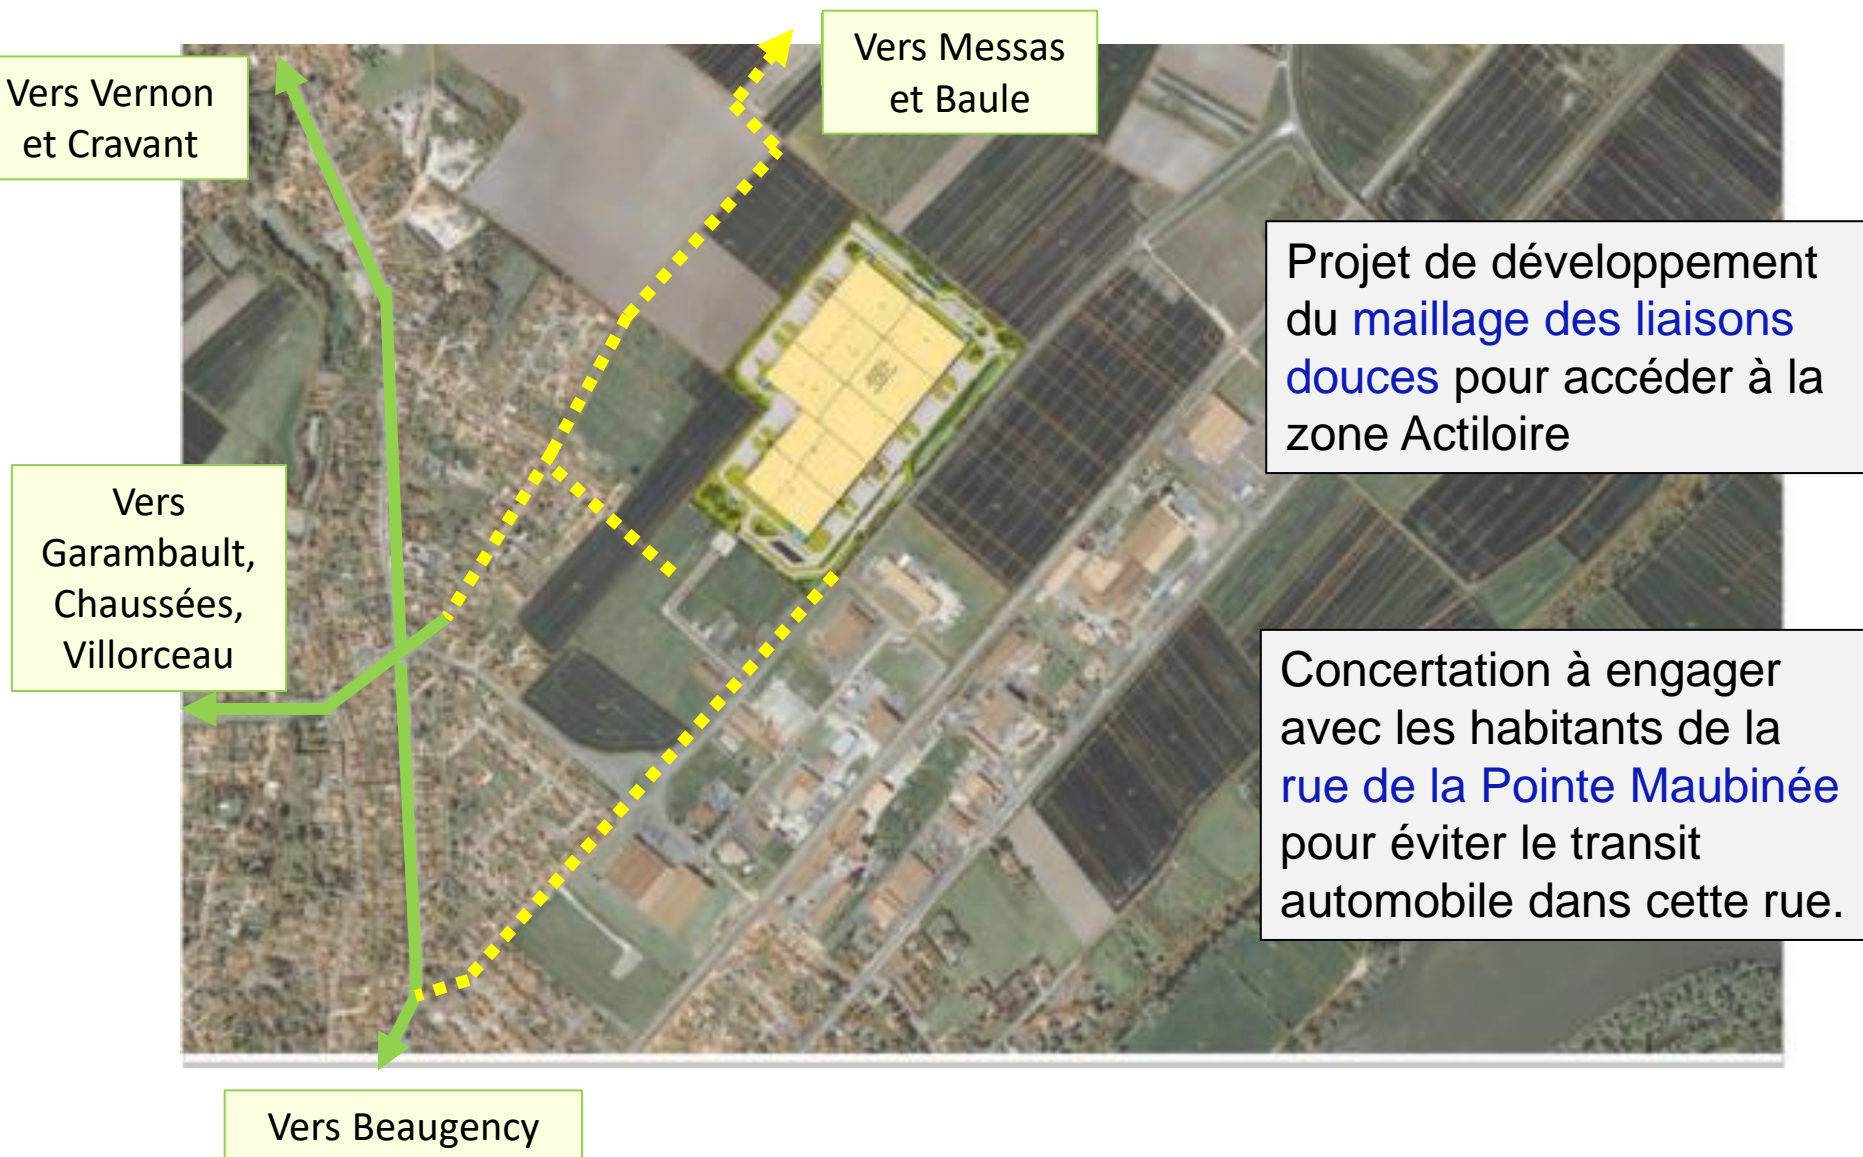 Vers Vernon
et Cravant
Vers Messas
et Baule
Projet de développement
du maillage des liaisons
douces pour accéder à la
zone Actiloire
Vers
Garambault,
Chaussées,
Villorceau
Concertation à engager
avec les habitants de la
rue de la Pointe Maubinée
pour éviter le transit
automobile dans cette rue.
Vers Beaugency